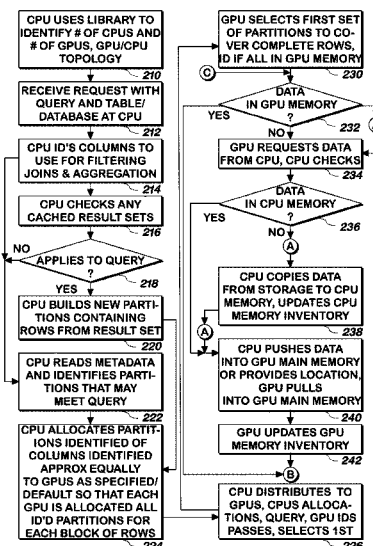 CPU USES LIBRARY TO
IDENTIFY # OF CPUS AND
# OF GPUS, GPU/CPU
TOPOLOGY
210
RECEIVE REQUEST WITH
QUERY AND TABLE/
DATABASE AT CPU
212
CPU ID'S COLUMNS TO
USE FOR FILTERING
JOINS & AGGREGATION
214
CPU CHECKS ANY
CACHED RESULT SETS
216
NO
APPLIES TO QUERY
?
218
YES
CPU BUILDS NEW PARTI-
TIONS CONTAINING
ROWS FROM RESULT SET
220
CPU READS METADATA
AND IDENTIFIES PARTI-
TIONS THAT MAY
MEET QUERY
222
CPU ALLOCATES PARTIT-
IONS IDENTIFIED OF
COLUMNS IDENTIFIED
APPROX EQUALLY
TO GPUS AS SPECIFIED/
DEFAULT SO THAT EACH
GPU IS ALLOCATED ALL
ID'D PARTITIONS FOR
EACH BLOCK OF ROWS
GPU SELECTS FIRST SET
OF PARTITIONS TO CO-
VER COMPLETE ROWS,
ID IF ALL IN GPU MEMORY
230
C
DATA
IN GPU MEMORY
?
YES
232
NO
GPU REQUESTS DATA
FROM CPU, CPU CHECKS
234
DATA
IN CPU MEMORY
?
YES
236
NO
A
CPU COPIES DATA
FROM STORAGE TO CPU
MEMORY, UPDATES CPU
MEMORY INVENTORY
238
A
CPU PUSHES DATA
INTO GPU MAIN MEMORY
OR PROVIDES LOCATION,
GPU PULLS
INTO GPU MAIN MEMORY
240
GPU UPDATES GPU
MEMORY INVENTORY
242
B
CPU DISTRIBUTES TO
GPUS, CPUS ALLOCA-
TIONS, QUERY, GPU IDS
PASSES, SELECTS 1ST